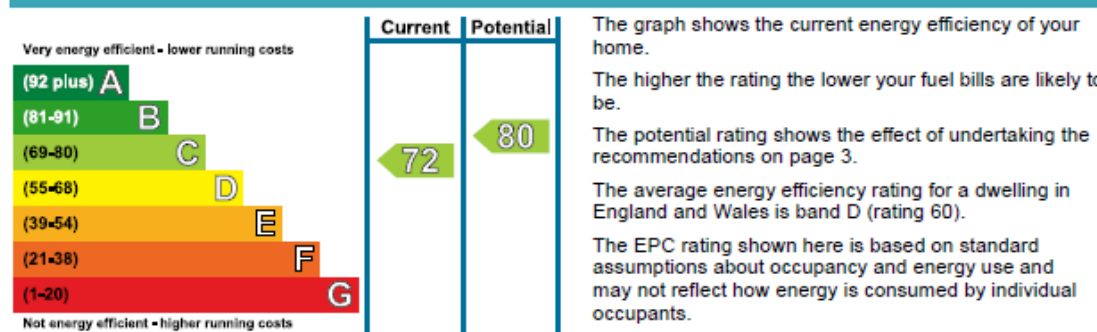 Current Potential
Very energy efficient - lower running costs
(92 plus) A
(81-91) B
(69-80) C
(55-68) D
(39-54) E
(21-38) F
(1-20) G
Not energy efficient - higher running costs
72
80
The graph shows the current energy efficiency of your
home.
The higher the rating the lower your fuel bills are likely to
be.
The potential rating shows the effect of undertaking the
recommendations on page 3.
The average energy efficiency rating for a dwelling in
England and Wales is band D (rating 60).
The EPC rating shown here is based on standard
assumptions about occupancy and energy use and
may not reflect how energy is consumed by individual
occupants.